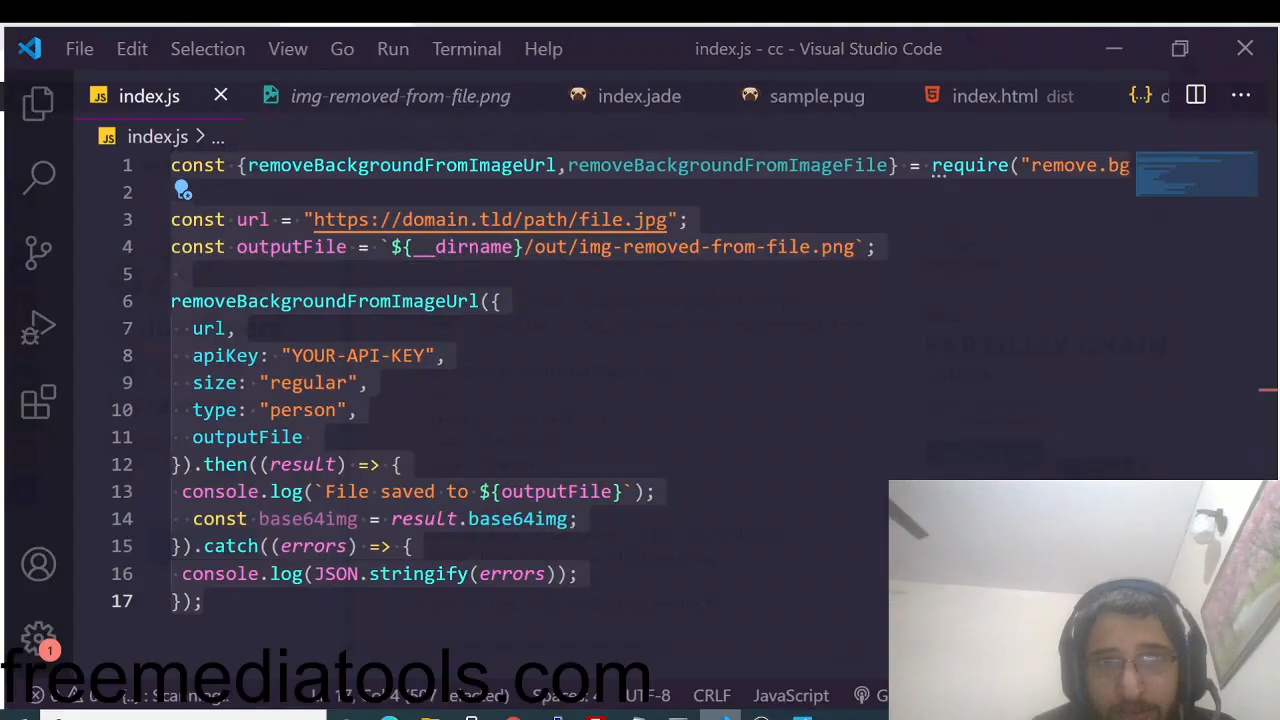 File Edit Selection View Go Run Terminal Help index.js - cc - Visual Studio Code
JS index.js img-removed-from-file.png index.jade sample.pug index.html dist {..} d
JS index.js > ...
1 const {removeBackgroundFromImageUrl,removeBackgroundFromImageFile} = require("remove.bg
2
3 const url = "https://domain.tld/path/file.jpg";
4 const outputFile = `${__dirname}/out/img-removed-from-file.png`;
5
6 removeBackgroundFromImageUrl({
7 url,
8 apiKey: "YOUR-API-KEY",
9 size: "regular",
10 type: "person",
11 outputFile
12 }).then((result) => {
13 console.log(`File saved to ${outputFile}`);
14 const base64img = result.base64img;
15 }).catch((errors) => {
16 console.log(JSON.stringify(errors));
17 });
1
freemediatools.com
Spaces: 4 UTF-8 CRLF JavaScript